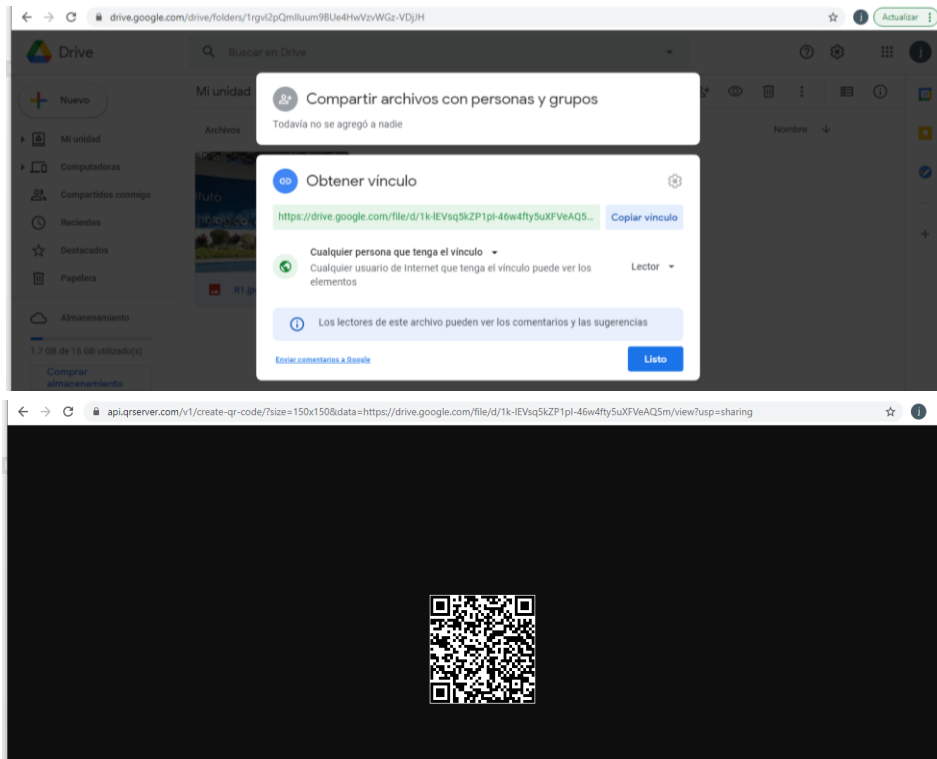 drive.google.com/drive/folders/1rgvl2pQmlluum9BUe4HwVzvWGz-VDjJH
Actualizar
Drive
Buscar en Drive
Nuevo
Mi unidad
Computadoras
Compartidos conmigo
Recientes
Destacados
Papelera
Almacenamiento
1.7 GB de 15 GB utilizado(s)
Comprar
almacenamiento
Mi unidad
Archivos
Nombre
Compartir archivos con personas y grupos
Todavía no se agregó a nadie
Obtener vínculo
https://drive.google.com/file/d/1k-IEVsq5kZP1pI-46w4fty5uXFVeAQ5... Copiar vínculo
Cualquier persona que tenga el vínculo
Cualquier usuario de Internet que tenga el vínculo puede ver los
elementos
Lector
Los lectores de este archivo pueden ver los comentarios y las sugerencias
Enviar comentarios a Google
Listo
api.qrserver.com/v1/create-qr-code/?size=150x150&data=https://drive.google.com/file/d/1k-IEVsq5kZP1pI-46w4fty5uXFVeAQ5m/view?usp=sharing